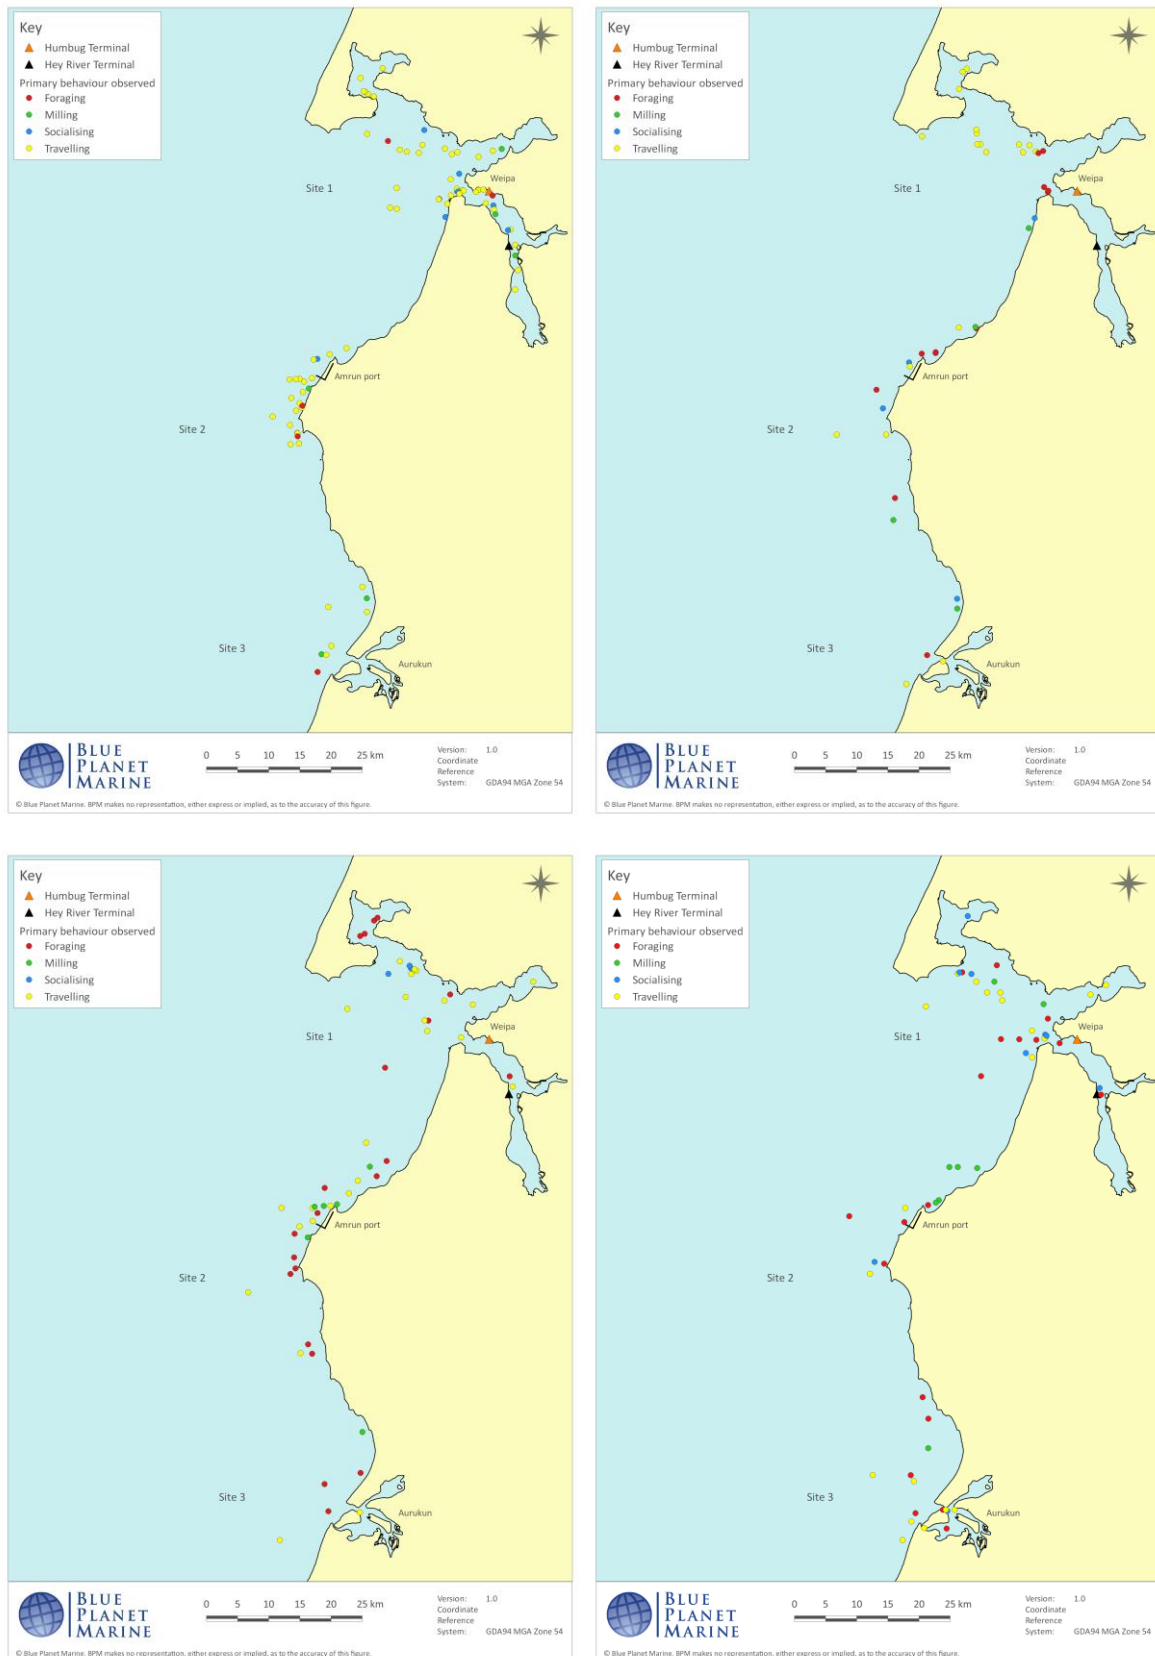 Key
Humbug Terminal
Hey River Terminal
Primary behaviour observed
Foraging
Milling
Socialising
Travelling
Weipa
Site 1
Amrun port
Site 2
Site 3
Aurukun
BLUE
PLANET
MARINE
0 5 10 15 20 25 km
Version: 1.0
Coordinate
Reference
System: GDA94 MGA Zone 54
© Blue Planet Marine. BPM makes no representation, either express or implied, as to the accuracy of this figure.
Key
Humbug Terminal
Hey River Terminal
Primary behaviour observed
Foraging
Milling
Socialising
Travelling
Weipa
Site 1
Amrun port
Site 2
Site 3
Aurukun
BLUE
PLANET
MARINE
0 5 10 15 20 25 km
Version: 1.0
Coordinate
Reference
System: GDA94 MGA Zone 54
© Blue Planet Marine. BPM makes no representation, either express or implied, as to the accuracy of this figure.
Key
Humbug Terminal
Hey River Terminal
Primary behaviour observed
Foraging
Milling
Socialising
Travelling
Weipa
Site 1
Amrun port
Site 2
Site 3
Aurukun
BLUE
PLANET
MARINE
0 5 10 15 20 25 km
Version: 1.0
Coordinate
Reference
System: GDA94 MGA Zone 54
© Blue Planet Marine. BPM makes no representation, either express or implied, as to the accuracy of this figure.
Key
Humbug Terminal
Hey River Terminal
Primary behaviour observed
Foraging
Milling
Socialising
Travelling
Weipa
Site 1
Amrun port
Site 2
Site 3
Aurukun
BLUE
PLANET
MARINE
0 5 10 15 20 25 km
Version: 1.0
Coordinate
Reference
System: GDA94 MGA Zone 54
© Blue Planet Marine. BPM makes no representation, either express or implied, as to the accuracy of this figure.